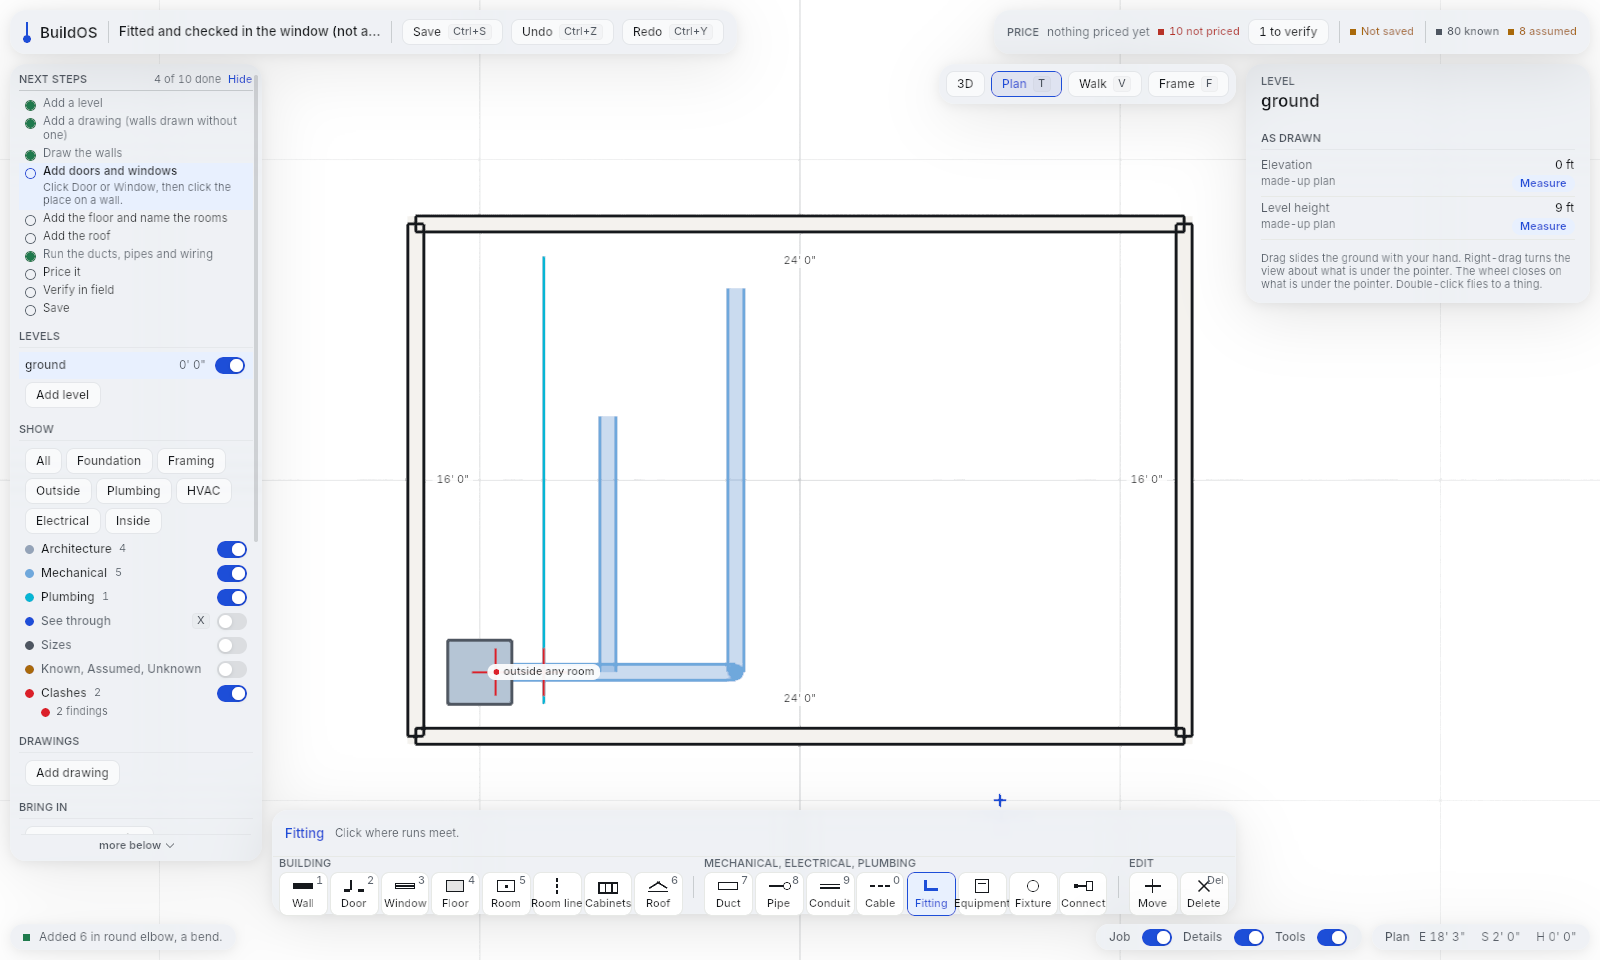 BuildOS
Fitted and checked in the window (not a...
Save Ctrl+S
Undo Ctrl+Z
Redo Ctrl+Y
PRICE nothing priced yet 10 not priced 1 to verify Not saved 80 known 8 assumed
3D
Plan T
Walk V
Frame F
NEXT STEPS 4 of 10 done Hide
Add a level
Add a drawing (walls drawn without
one)
Draw the walls
Add doors and windows
Click Door or Window, then click the
place on a wall.
Add the floor and name the rooms
Add the roof
Run the ducts, pipes and wiring
Price it
Verify in field
Save
LEVELS
ground 0' 0"
Add level
SHOW
All Foundation Framing
Outside Plumbing HVAC
Electrical Inside
Architecture 4
Mechanical 5
Plumbing 1
See through X
Sizes
Known, Assumed, Unknown
Clashes 2
2 findings
DRAWINGS
Add drawing
BRING IN
more below
LEVEL
ground
AS DRAWN
Elevation 0 ft
made-up plan Measure
Level height 9 ft
made-up plan Measure
Drag slides the ground with your hand. Right-drag turns the
view about what is under the pointer. The wheel closes on
what is under the pointer. Double-click flies to a thing.
24' 0"
16' 0"
16' 0"
outside any room
24' 0"
Fitting Click where runs meet.
BUILDING
1 Wall
2 Door
3 Window
4 Floor
5 Room
Room line
Cabinets
6 Roof
MECHANICAL, ELECTRICAL, PLUMBING
7 Duct
8 Pipe
9 Conduit
0 Cable
Fitting
Equipment
Fixture
Connect
EDIT
Move
Del Delete
Added 6 in round elbow, a bend.
Job Details Tools
Plan E 18' 3" S 2' 0" H 0' 0"